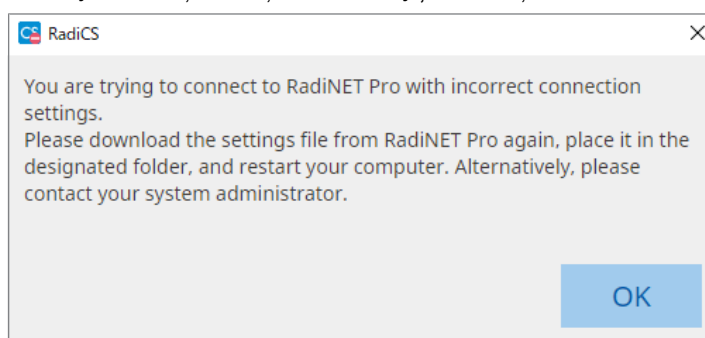 RadiCS
You are trying to connect to RadiNET Pro with incorrect connection
settings.
Please download the settings file from RadiNET Pro again, place it in the
designated folder, and restart your computer. Alternatively, please
contact your system administrator.
OK